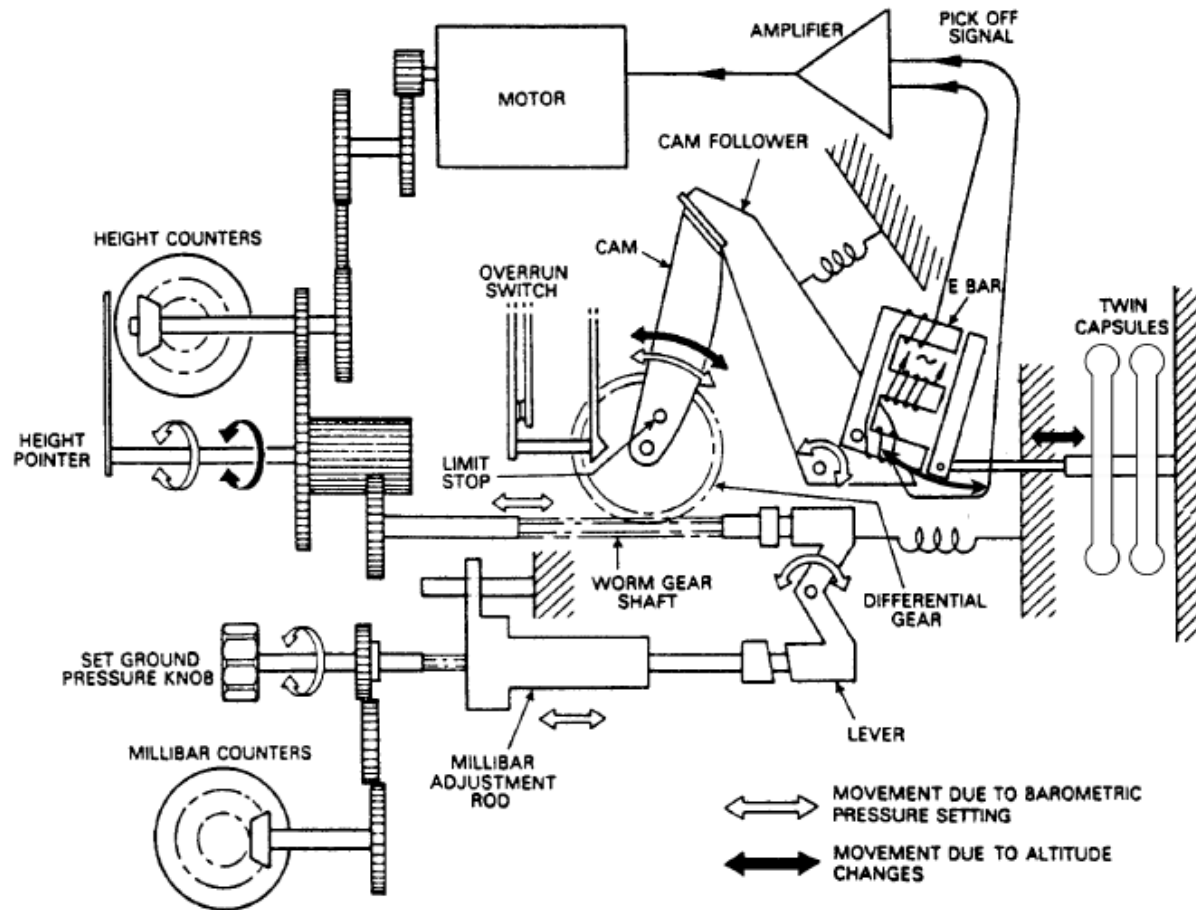 AMPLIFIER
PICK OFF
SIGNAL
MOTOR
CAM FOLLOWER
HEIGHT COUNTERS
CAM
OVERRUN
SWITCH
E BAR
~
TWIN
CAPSULES
HEIGHT
POINTER
LIMIT
STOP
WORM GEAR
SHAFT
DIFFERENTIAL
GEAR
SET GROUND
PRESSURE KNOB
LEVER
MILLIBAR COUNTERS
MILLIBAR
ADJUSTMENT
ROD
MOVEMENT DUE TO BAROMETRIC
PRESSURE SETTING
MOVEMENT DUE TO ALTITUDE
CHANGES